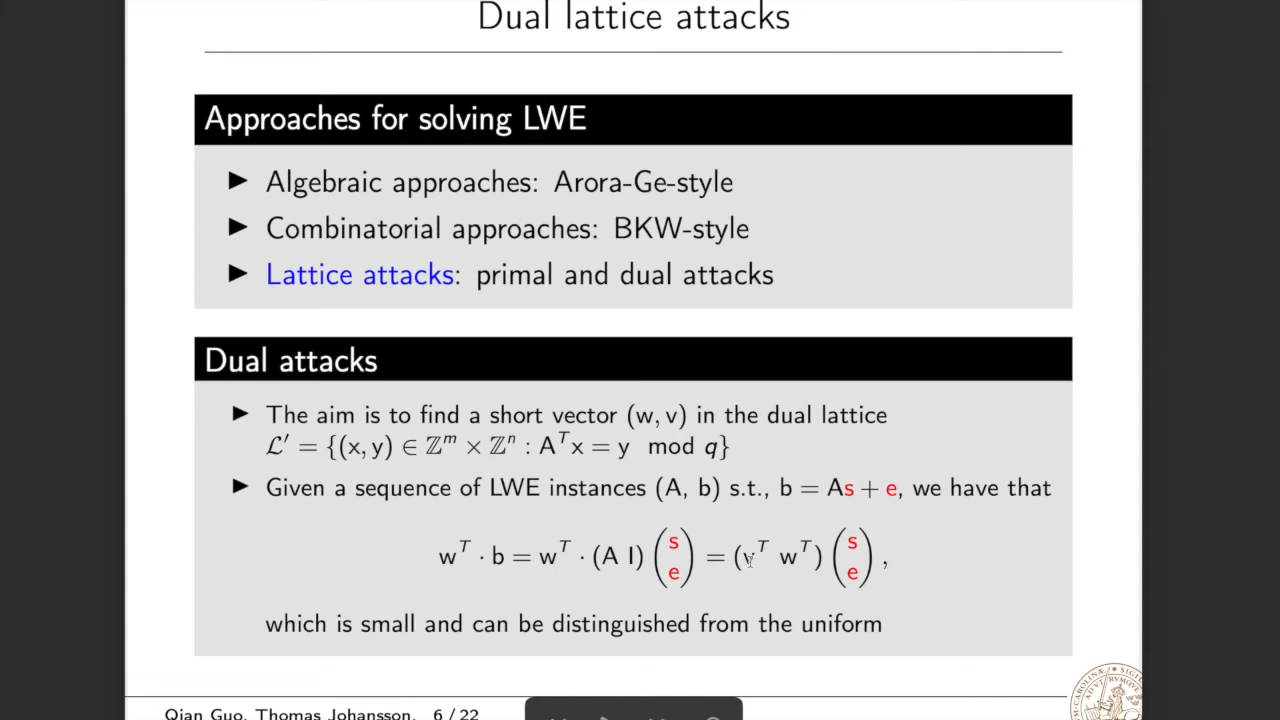 Dual lattice attacks
Approaches for solving LWE
▶ Algebraic approaches: Arora-Ge-style
▶ Combinatorial approaches: BKW-style
▶ Lattice attacks: primal and dual attacks
Dual attacks
▶ The aim is to find a short vector (w, v) in the dual lattice
ℒ′ = {(x, y) ∈ ℤ^m × ℤ^n : A^T x = y mod q}
▶ Given a sequence of LWE instances (A, b) s.t., b = As + e, we have that
w^T · b = w^T · (A I) (s e) = (v^T w^T) (s e),
which is small and can be distinguished from the uniform
Qian Guo, Thomas Johansson, 6 / 22